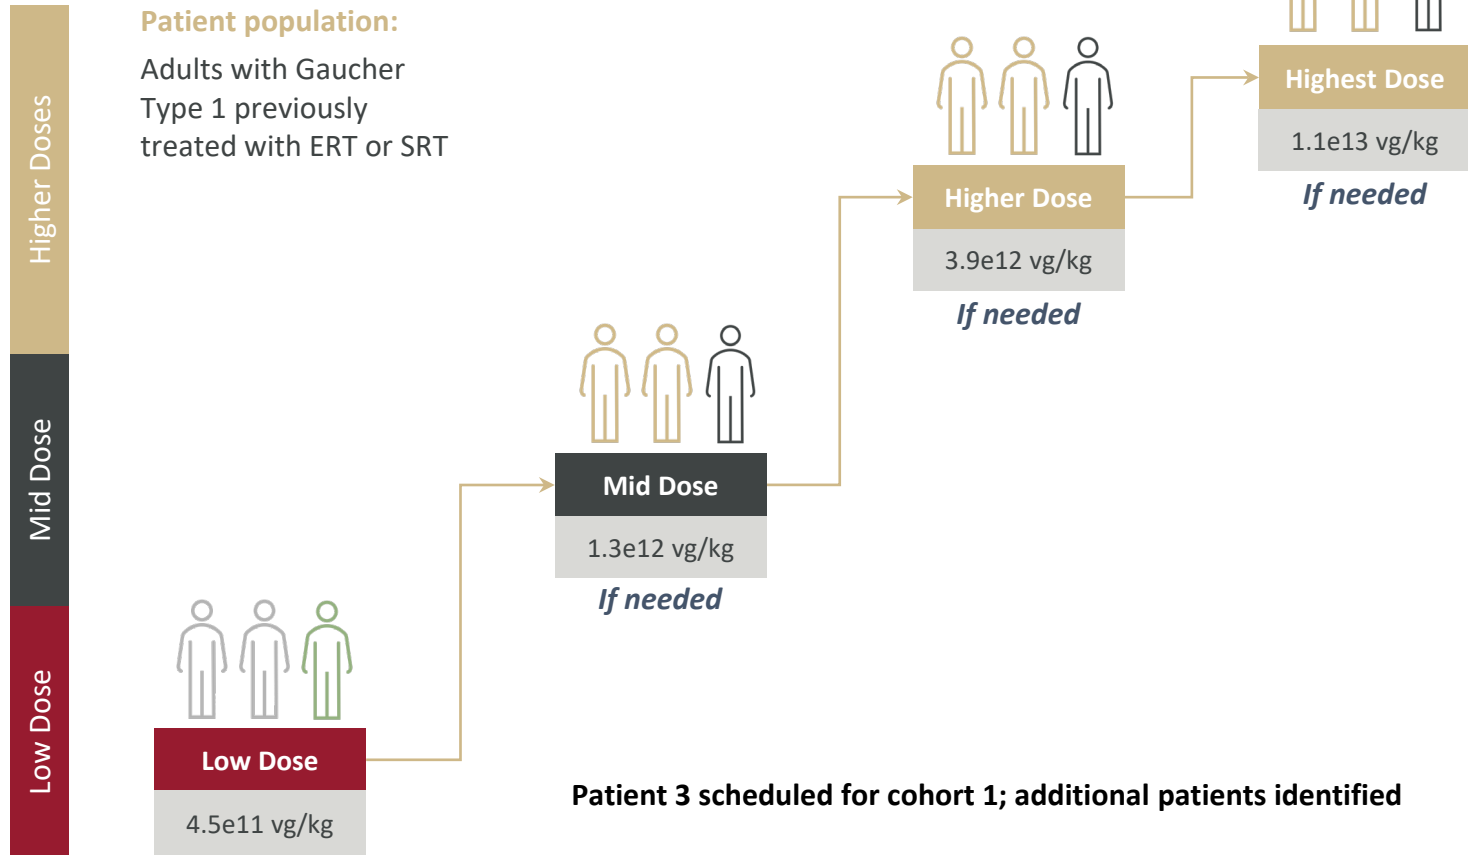 Patient population:
Adults with Gaucher
Type 1 previously
treated with ERT or SRT
Higher Doses
Mid Dose
Low Dose
Highest Dose
1.1e13 vg/kg
If needed
Higher Dose
3.9e12 vg/kg
If needed
Mid Dose
1.3e12 vg/kg
If needed
Low Dose
4.5e11 vg/kg
Patient 3 scheduled for cohort 1; additional patients identified